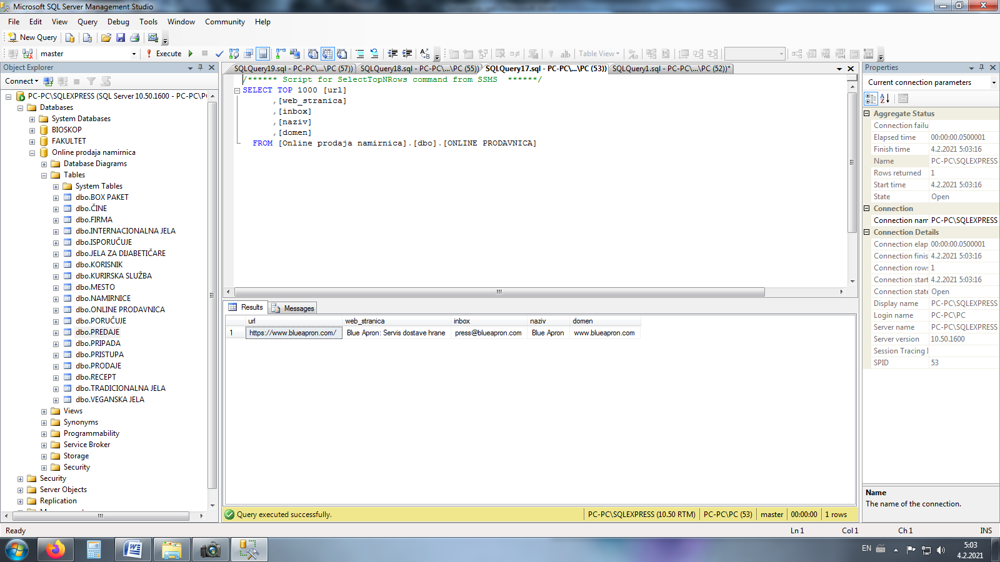 Microsoft SQL Server Management Studio
File Edit View Query Debug Tools Window Community Help
New Query
master Execute Table View
Object Explorer
Connect
PC-PC\SQLEXPRESS (SQL Server 10.50.1600 - PC-PC\P
Databases
System Databases
BIOSKOP
FAKULTET
Online prodaja namirnica
Database Diagrams
Tables
System Tables
dbo.BOX PAKET
dbo.ČINE
dbo.FIRMA
dbo.INTERNACIONALNA JELA
dbo.ISPORUČUJE
dbo.JELA ZA DIJABETIČARE
dbo.KORISNIK
dbo.KURIRSKA SLUŽBA
dbo.MESTO
dbo.NAMIRNICE
dbo.ONLINE PRODAVNICA
dbo.PORUČUJE
dbo.PREDAJE
dbo.PRIPADA
dbo.PRISTUPA
dbo.PRODAJE
dbo.RECEPT
dbo.TRADICIONALNA JELA
dbo.VEGANSKA JELA
Views
Synonyms
Programmability
Service Broker
Storage
Security
Security
Server Objects
Replication
SQLQuery19.sql - PC-PC\...\PC (57)) SQLQuery18.sql - PC-PC\...\PC (55)) SQLQuery17.sql - PC-PC\...\PC (53)) SQLQuery1.sql - PC-PC\...\PC (52))*
/****** Script for SelectTopNRows command from SSMS ******/
SELECT TOP 1000 [url]
,[web_stranica]
,[inbox]
,[naziv]
,[domen]
FROM [Online prodaja namirnica].[dbo].[ONLINE PRODAVNICA]
Results Messages
url web_stranica inbox naziv domen
1 https://www.blueapron.com/ Blue Apron: Servis dostave hrane press@blueapron.com Blue Apron www.blueapron.com
Query executed successfully. PC-PC\SQLEXPRESS (10.50 RTM) PC-PC\PC (53) master 00:00:00 1 rows
Properties
Current connection parameters
Aggregate Status
Connection failu
Elapsed time 00:00:00.0500001
Finish time 4.2.2021 5:03:16
Name PC-PC\SQLEXPRESS
Rows returned 1
Start time 4.2.2021 5:03:16
State Open
Connection
Connection nam PC-PC\SQLEXPRESS
Connection Details
Connection elap 00:00:00.0500001
Connection finis 4.2.2021 5:03:16
Connection rows 1
Connection start 4.2.2021 5:03:16
Connection state Open
Display name PC-PC\SQLEXPRESS
Login name PC-PC\PC
Server name PC-PC\SQLEXPRESS
Server version 10.50.1600
Session Tracing I
SPID 53
Name
The name of the connection.
Ready Ln 1 Col 1 Ch 1 INS
EN 5:03
4.2.2021